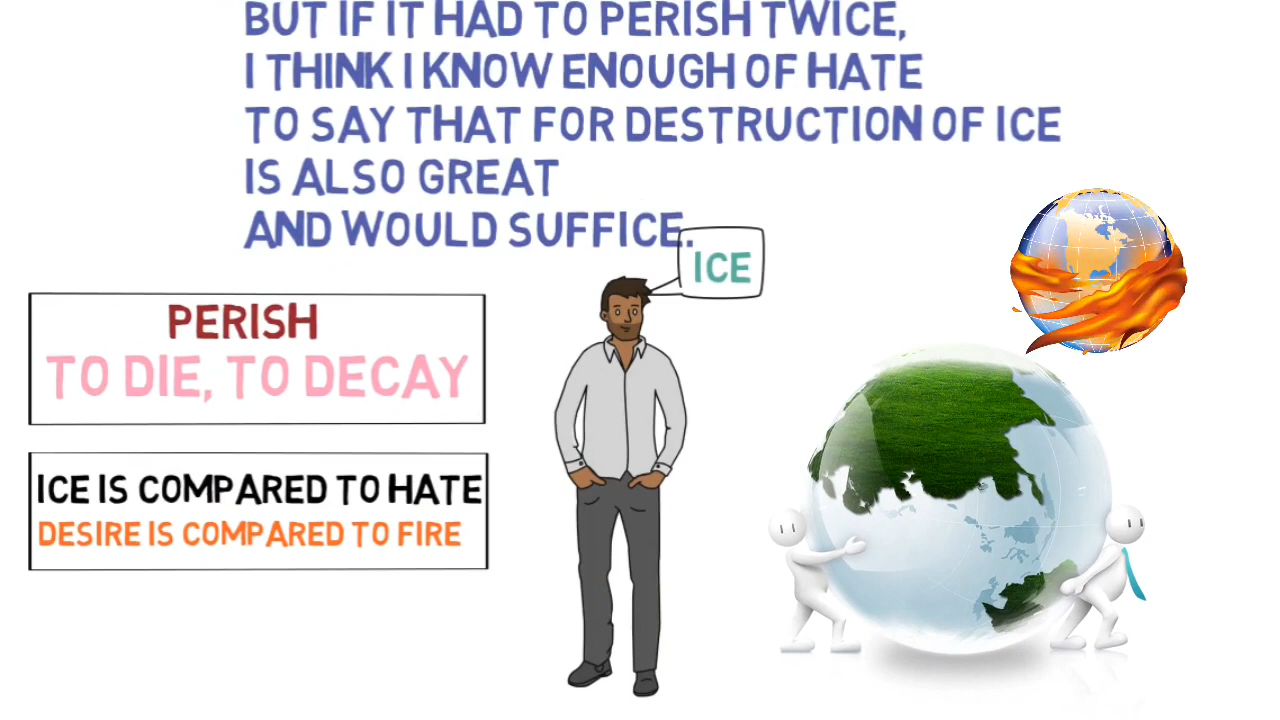 BUT IF IT HAD TO PERISH TWICE,
I THINK I KNOW ENOUGH OF HATE
TO SAY THAT FOR DESTRUCTION OF ICE
IS ALSO GREAT
AND WOULD SUFFICE.
ICE
PERISH
TO DIE, TO DECAY
ICE IS COMPARED TO HATE
DESIRE IS COMPARED TO FIRE